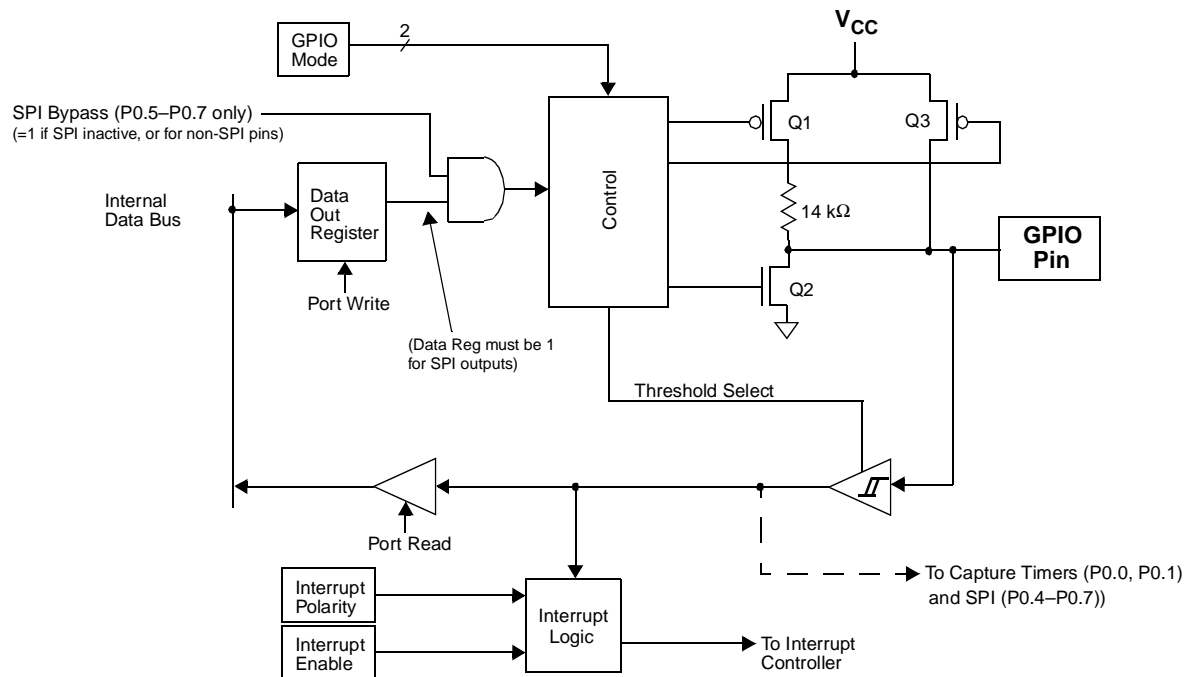 GPIO
Mode
2
V<sub>CC</sub>
SPI Bypass (P0.5–P0.7 only)
(=1 if SPI inactive, or for non-SPI pins)
Q1
Q3
Internal
Data Bus
Data
Out
Register
Control
14 kΩ
GPIO
Pin
Port Write
Q2
(Data Reg must be 1
for SPI outputs)
Threshold Select
Port Read
To Capture Timers (P0.0, P0.1)
and SPI (P0.4–P0.7))
Interrupt
Polarity
Interrupt
Logic
Interrupt
Enable
To Interrupt
Controller